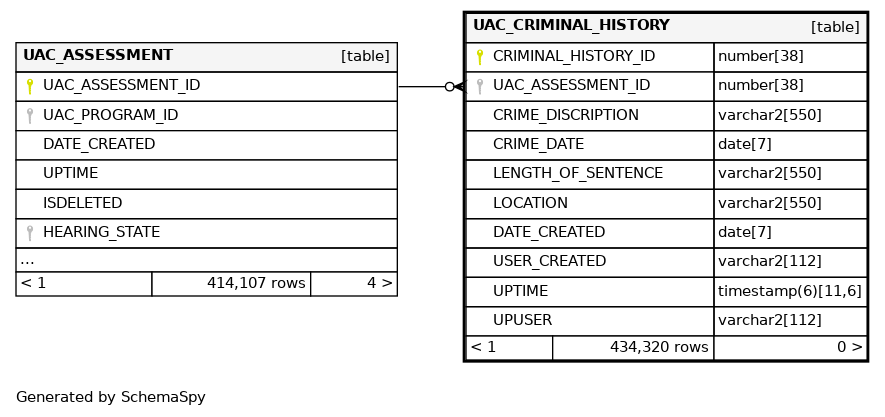 UAC_ASSESSMENT [table]
UAC_ASSESSMENT_ID
UAC_PROGRAM_ID
DATE_CREATED
UPTIME
ISDELETED
HEARING_STATE
...
< 1 414,107 rows 4 >
UAC_CRIMINAL_HISTORY [table]
CRIMINAL_HISTORY_ID number[38]
UAC_ASSESSMENT_ID number[38]
CRIME_DISCRIPTION varchar2[550]
CRIME_DATE date[7]
LENGTH_OF_SENTENCE varchar2[550]
LOCATION varchar2[550]
DATE_CREATED date[7]
USER_CREATED varchar2[112]
UPTIME timestamp(6)[11,6]
UPUSER varchar2[112]
< 1 434,320 rows 0 >
Generated by SchemaSpy